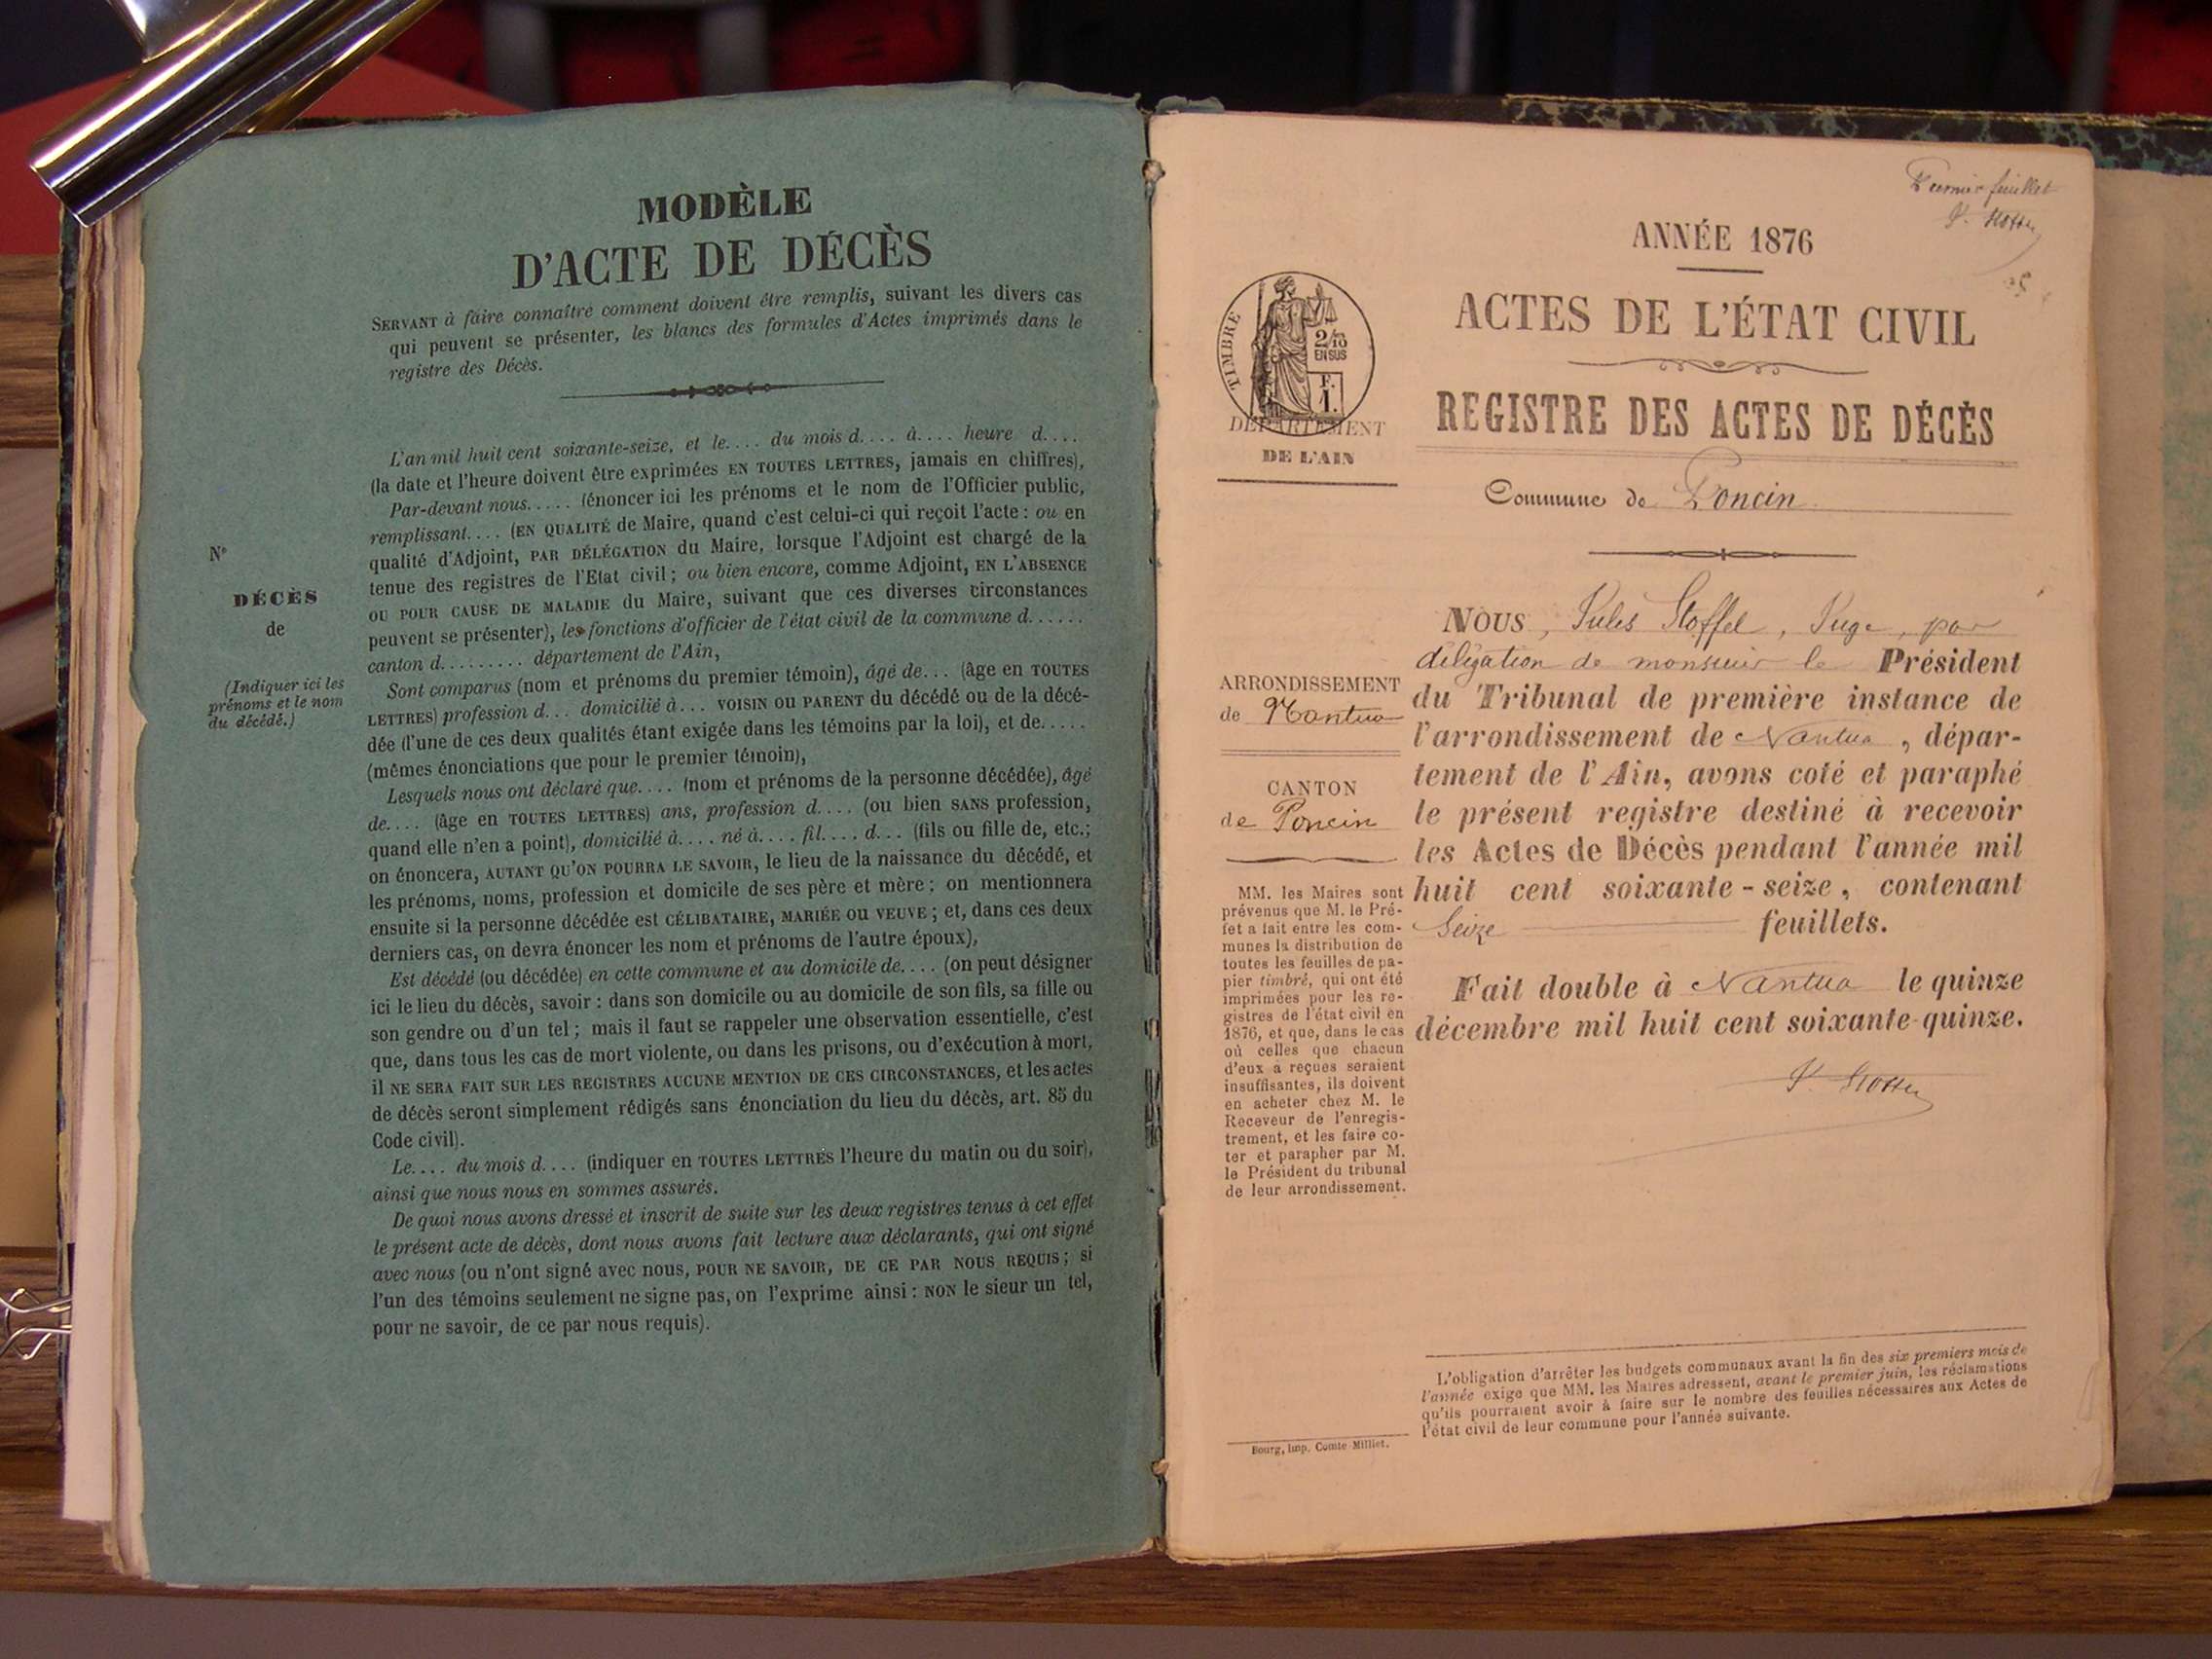 MODÈLE
D'ACTE DE DÉCÈS
SERVANT à faire connaître comment doivent être remplis, suivant les divers cas
qui peuvent se présenter, les blancs des formules d'Actes imprimés dans le
registre des Décès.
N°
DÉCÈS
de
(Indiquer ici les
prénoms et le nom
du décédé.)
L'an mil huit cent soixante-seize, et le.... du mois d.... à.... heure d....
(la date et l'heure doivent être exprimées EN TOUTES LETTRES, jamais en chiffres),
Par-devant nous..... (énoncer ici les prénoms et le nom de l'Officier public,
remplissant.... (EN QUALITÉ de Maire, quand c'est celui-ci qui reçoit l'acte : ou en
qualité d'Adjoint, PAR DÉLÉGATION du Maire, lorsque l'Adjoint est chargé de la
tenue des registres de l'Etat civil ; ou bien encore, comme Adjoint, EN L'ABSENCE
OU POUR CAUSE DE MALADIE du Maire, suivant que ces diverses circonstances
peuvent se présenter), les fonctions d'officier de l'état civil de la commune d......
canton d......... département de l'Ain,
Sont comparus (nom et prénoms du premier témoin), âgé de... (âge en TOUTES
LETTRES) profession d... domicilié à... VOISIN OU PARENT du décédé ou de la décé-
dée (l'une de ces deux qualités étant exigée dans les témoins par la loi), et de.....
(mêmes énonciations que pour le premier témoin),
Lesquels nous ont déclaré que.... (nom et prénoms de la personne décédée), âgé
de.... (âge en TOUTES LETTRES) ans, profession d.... (ou bien SANS profession,
quand elle n'en a point), domicilié à.... né à.... fil.... d... (fils ou fille de, etc.;
on énoncera, AUTANT QU'ON POURRA LE SAVOIR, le lieu de la naissance du décédé, et
les prénoms, noms, profession et domicile de ses père et mère ; on mentionnera
ensuite si la personne décédée est CÉLIBATAIRE, MARIÉE OU VEUVE ; et, dans ces deux
derniers cas, on devra énoncer les nom et prénoms de l'autre époux),
Est décédé (ou décédée) en cette commune et au domicile de.... (on peut désigner
ici le lieu du décès, savoir : dans son domicile ou au domicile de son fils, sa fille ou
son gendre ou d'un tel ; mais il faut se rappeler une observation essentielle, c'est
que, dans tous les cas de mort violente, ou dans les prisons, ou d'exécution à mort,
il NE SERA FAIT SUR LES REGISTRES AUCUNE MENTION DE CES CIRCONSTANCES, et les actes
de décès seront simplement rédigés sans énonciation du lieu du décès, art. 85 du
Code civil).
Le.... du mois d.... (indiquer en TOUTES LETTRES l'heure du matin ou du soir),
ainsi que nous nous en sommes assurés.
De quoi nous avons dressé et inscrit de suite sur les deux registres tenus à cet effet
le présent acte de décès, dont nous avons fait lecture aux déclarants, qui ont signé
avec nous (ou n'ont signé avec nous, POUR NE SAVOIR, DE CE PAR NOUS REQUIS ; si
l'un des témoins seulement ne signe pas, on l'exprime ainsi : NON le sieur un tel,
pour ne savoir, de ce par nous requis).
Premier feuillet
J. Stoffel
ANNÉE 1876
ACTES DE L'ÉTAT CIVIL
REGISTRE DES ACTES DE DÉCÈS
Commune de Poncin
TIMBRE
2/10
EN SUS
F.
1.
DÉPARTEMENT
DE L'AIN
ARRONDISSEMENT
de Nantua
CANTON
de Poncin
MM. les Maires sont
prévenus que M. le Pré-
fet a fait entre les com-
munes la distribution de
toutes les feuilles de pa-
pier timbré, qui ont été
imprimées pour les re-
gistres de l'état civil en
1876, et que, dans le cas
où celles que chacun
d'eux a reçues seraient
insuffisantes, ils doivent
en acheter chez M. le
Receveur de l'enregis-
trement, et les faire co-
ter et parapher par M.
le Président du tribunal
de leur arrondissement.
NOUS, Jules Stoffel, Juge, par
délégation de monsieur le Président
du Tribunal de première instance de
l'arrondissement de Nantua, dépar-
tement de l'Ain, avons coté et paraphé
le présent registre destiné à recevoir
les Actes de Décès pendant l'année mil
huit cent soixante-seize, contenant
Seize feuillets.
Fait double à Nantua le quinze
décembre mil huit cent soixante-quinze.
J. Stoffel
L'obligation d'arrêter les budgets communaux avant la fin des six premiers mois de
l'année exige que MM. les Maires adressent, avant le premier juin, les réclamations
qu'ils pourraient avoir à faire sur le nombre des feuilles nécessaires aux Actes de
l'état civil de leur commune pour l'année suivante.
Bourg, Imp. Comte-Milliet.